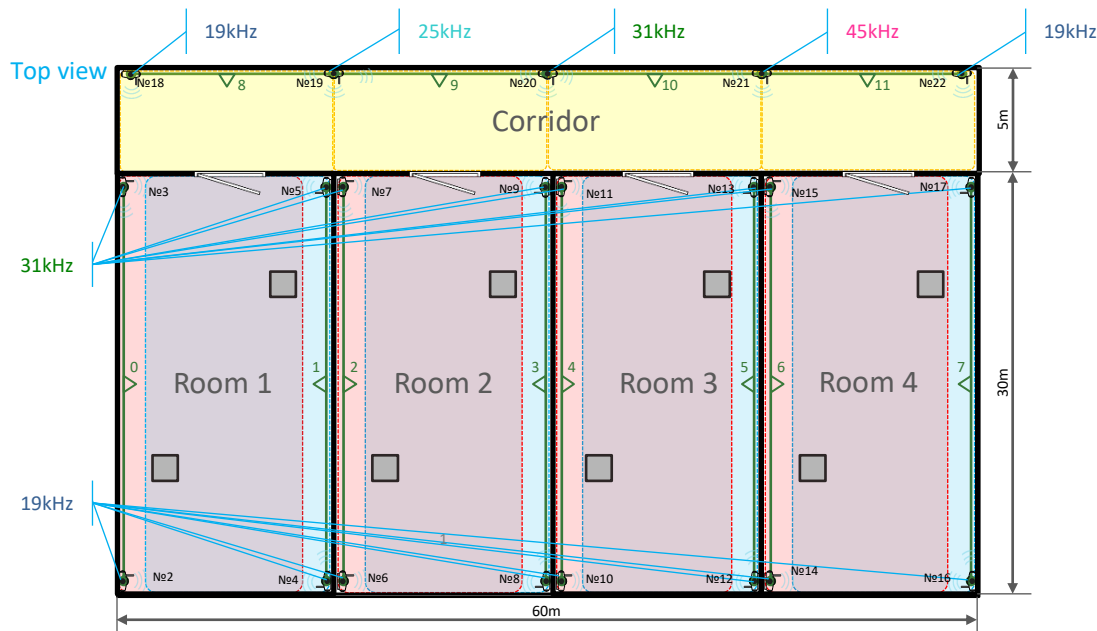 19kHz
25kHz
31kHz
45kHz
19kHz
Top view
№18
8
№19
9
№20
10
№21
11
№22
Corridor
5m
№3
№5
№7
№9
№11
№13
№15
№17
31kHz
0
1
2
3
4
5
6
7
Room 1
Room 2
Room 3
Room 4
30m
19kHz
1
№2
№4
№6
№8
№10
№12
№14
№16
60m